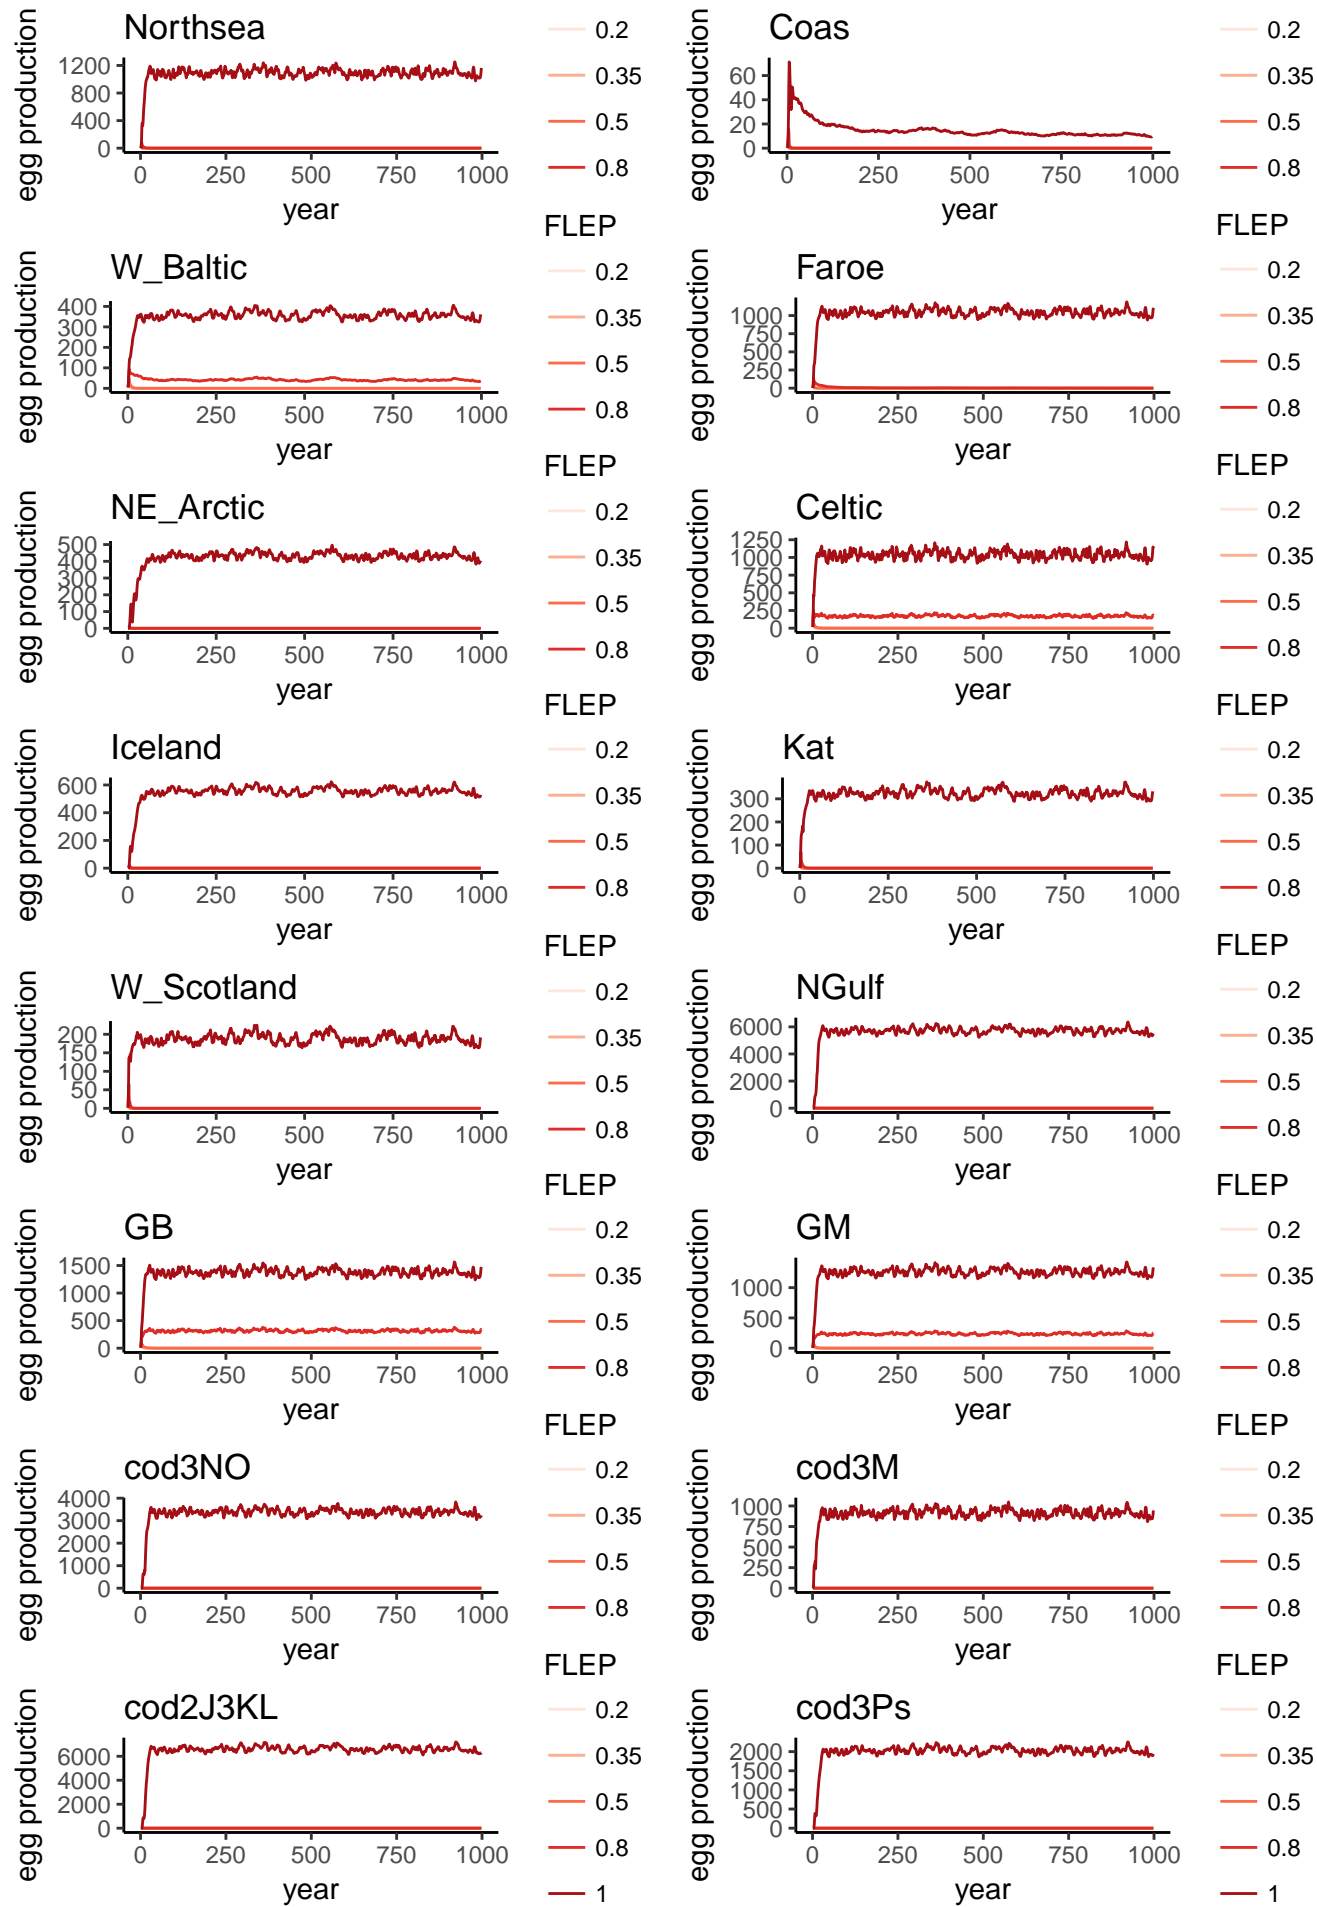 Northsea
egg production
1200
800
400
0
0 250 500 750 1000
year
0.2
0.35
0.5
0.8
Coas
egg production
60
40
20
0
0 250 500 750 1000
year
0.2
0.35
0.5
0.8
W_Baltic
egg production
400
300
200
100
0
0 250 500 750 1000
year
FLEP
0.2
0.35
0.5
0.8
Faroe
egg production
1000
750
500
250
0
0 250 500 750 1000
year
FLEP
0.2
0.35
0.5
0.8
NE_Arctic
egg production
500
400
300
200
100
0
0 250 500 750 1000
year
FLEP
0.2
0.35
0.5
0.8
Celtic
egg production
1250
1000
750
500
250
0
0 250 500 750 1000
year
FLEP
0.2
0.35
0.5
0.8
Iceland
egg production
600
400
200
0
0 250 500 750 1000
year
FLEP
0.2
0.35
0.5
0.8
Kat
egg production
300
200
100
0
0 250 500 750 1000
year
FLEP
0.2
0.35
0.5
0.8
W_Scotland
egg production
200
150
100
50
0
0 250 500 750 1000
year
FLEP
0.2
0.35
0.5
0.8
NGulf
egg production
6000
4000
2000
0
0 250 500 750 1000
year
FLEP
0.2
0.35
0.5
0.8
GB
egg production
1500
1000
500
0
0 250 500 750 1000
year
FLEP
0.2
0.35
0.5
0.8
GM
egg production
1000
500
0
0 250 500 750 1000
year
FLEP
0.2
0.35
0.5
0.8
cod3NO
egg production
4000
3000
2000
1000
0
0 250 500 750 1000
year
FLEP
0.2
0.35
0.5
0.8
cod3M
egg production
1000
750
500
250
0
0 250 500 750 1000
year
FLEP
0.2
0.35
0.5
0.8
cod2J3KL
egg production
6000
4000
2000
0
0 250 500 750 1000
year
FLEP
0.2
0.35
0.5
0.8
1
cod3Ps
egg production
2000
1500
1000
500
0
0 250 500 750 1000
year
FLEP
0.2
0.35
0.5
0.8
1